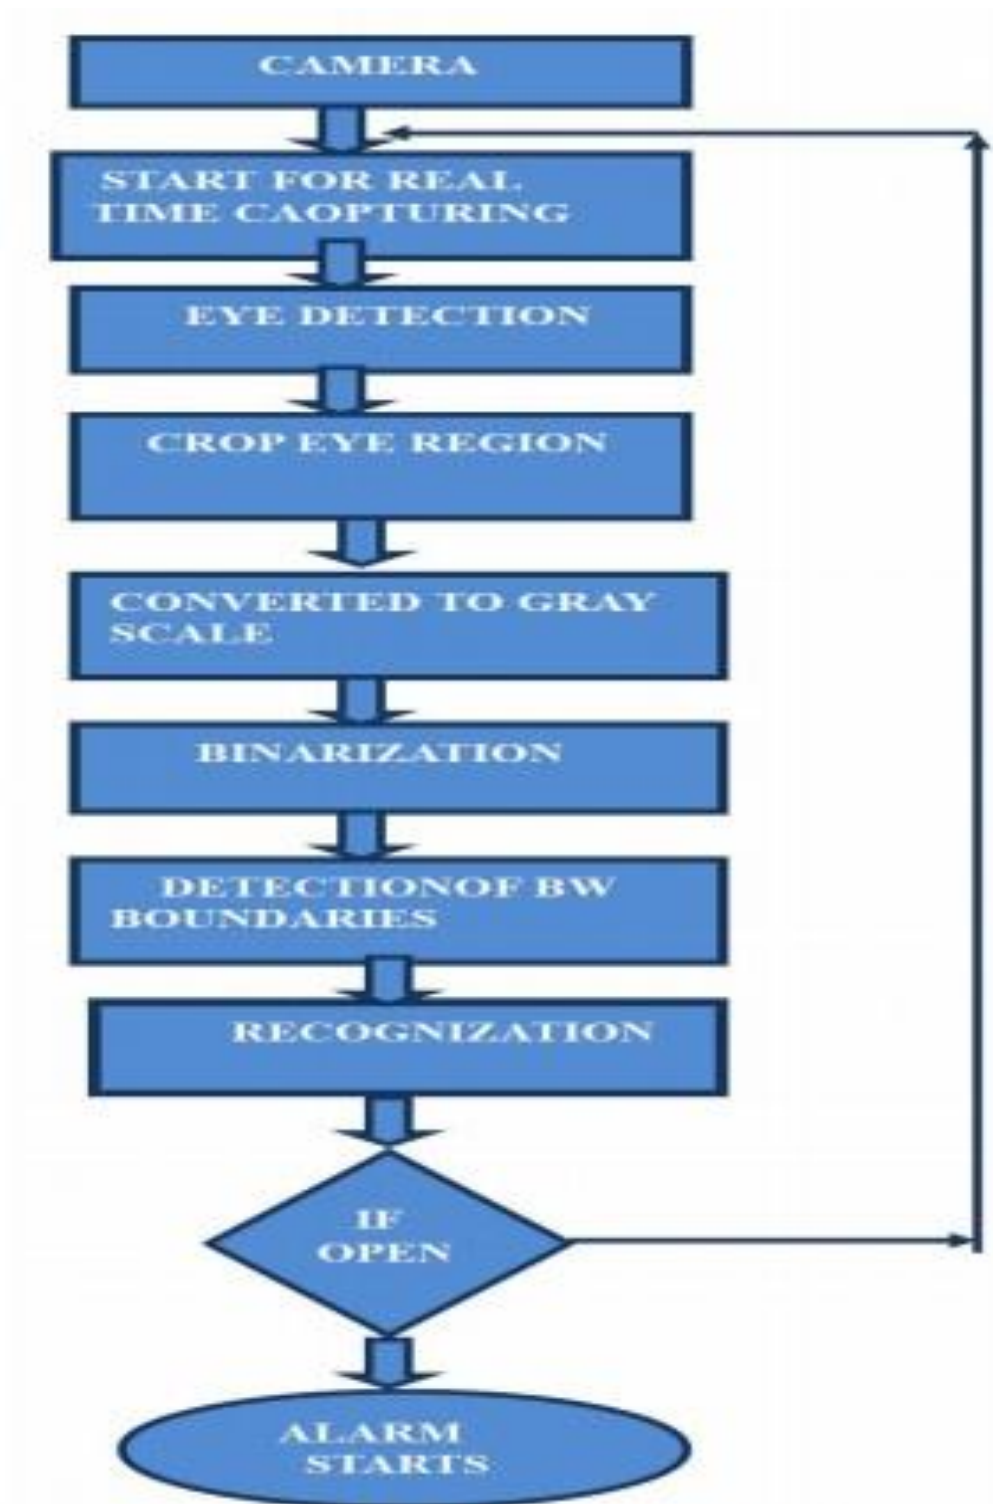 CAMERA
START FOR REAL
TIME CAOPTURING
EYE DETECTION
CROP EYE REGION
CONVERTED TO GRAY
SCALE
BINARIZATION
DETECTIONOF BW
BOUNDARIES
RECOGNIZATION
IF
OPEN
ALARM
STARTS